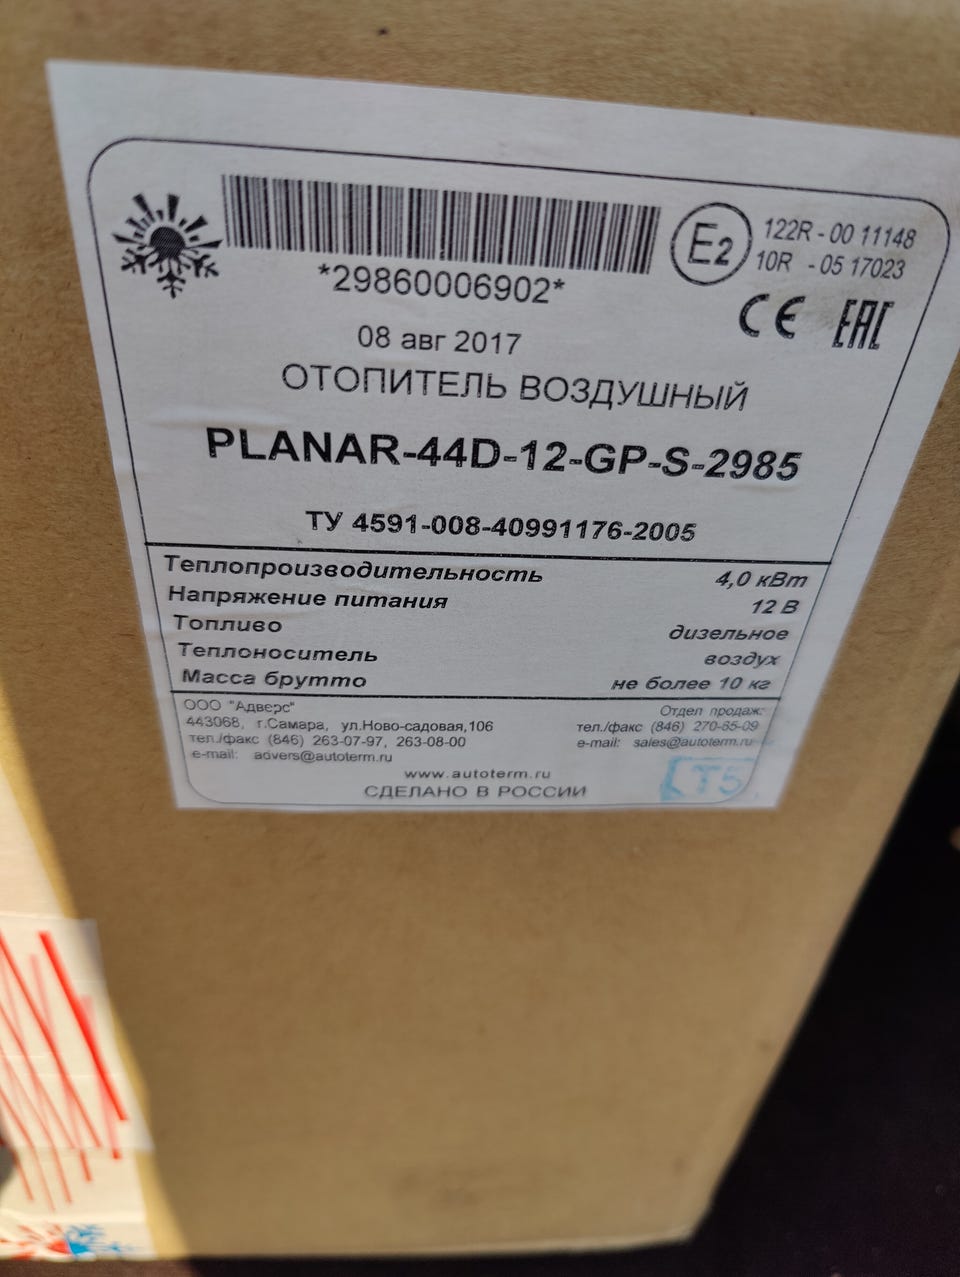 *29860006902*
E2
122R - 00 11148
10R - 05 17023
CE EAC
08 авг 2017
ОТОПИТЕЛЬ ВОЗДУШНЫЙ
PLANAR-44D-12-GP-S-2985
ТУ 4591-008-40991176-2005
Теплопроизводительность 4,0 кВт
Напряжение питания 12 В
Топливо дизельное
Теплоноситель воздух
Масса брутто не более 10 кг
ООО "Адверс"
443068, г.Самара, ул.Ново-садовая,106
тел./факс (846) 263-07-97, 263-08-00
e-mail: advers@autoterm.ru
Отдел продаж:
тел./факс (846) 270-65-09
e-mail: sales@autoterm.ru
www.autoterm.ru
СДЕЛАНО В РОССИИ
T5